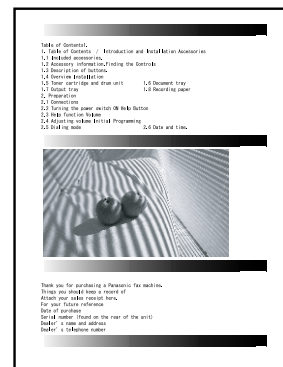 Table of Contents1.
1. Table of Contents / Introduction and Installation Accessories
1.1 Included accessories.
1.2 Accessory information.Finding the Controls
1.3 Description of buttons.
1.4 Overview Installation
1.5 Toner cartridge and drum unit 1.6 Document tray
1.7 Output tray 1.8 Recording paper
2. Preparation
2.1 Connections
2.2 Turning the power switch ON Help Button
2.3 Help function Volume
2.4 Adjusting volume Initial Programming
2.5 Dialing mode 2.6 Date and time.
Thank you for purchasing a Panasonic fax machine.
Things you should keep a record of
Attach your sales receipt here.
For your future reference
Date of purchase
Serial number (found on the rear of the unit)
Dealer's name and address
Dealer's telephone number